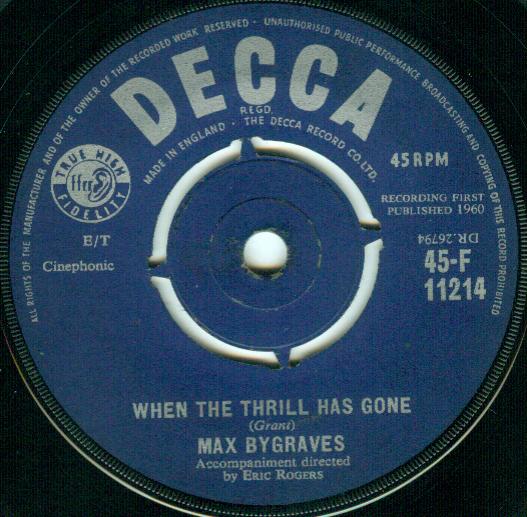 ALL RIGHTS OF THE MANUFACTURER AND OF THE OWNER OF THE RECORDED WORK RESERVED · UNAUTHORISED PUBLIC PERFORMANCE BROADCASTING AND COPYING OF THIS RECORD PROHIBITED
DECCA
REGD.
MADE IN ENGLAND · THE DECCA RECORD CO. LTD.
TRUE HIGH
ffrr
FIDELITY
45 RPM
RECORDING FIRST
PUBLISHED 1960
E/T
Cinephonic
DR.26794
45-F
11214
WHEN THE THRILL HAS GONE
(Grant)
MAX BYGRAVES
Accompaniment directed
by ERIC ROGERS